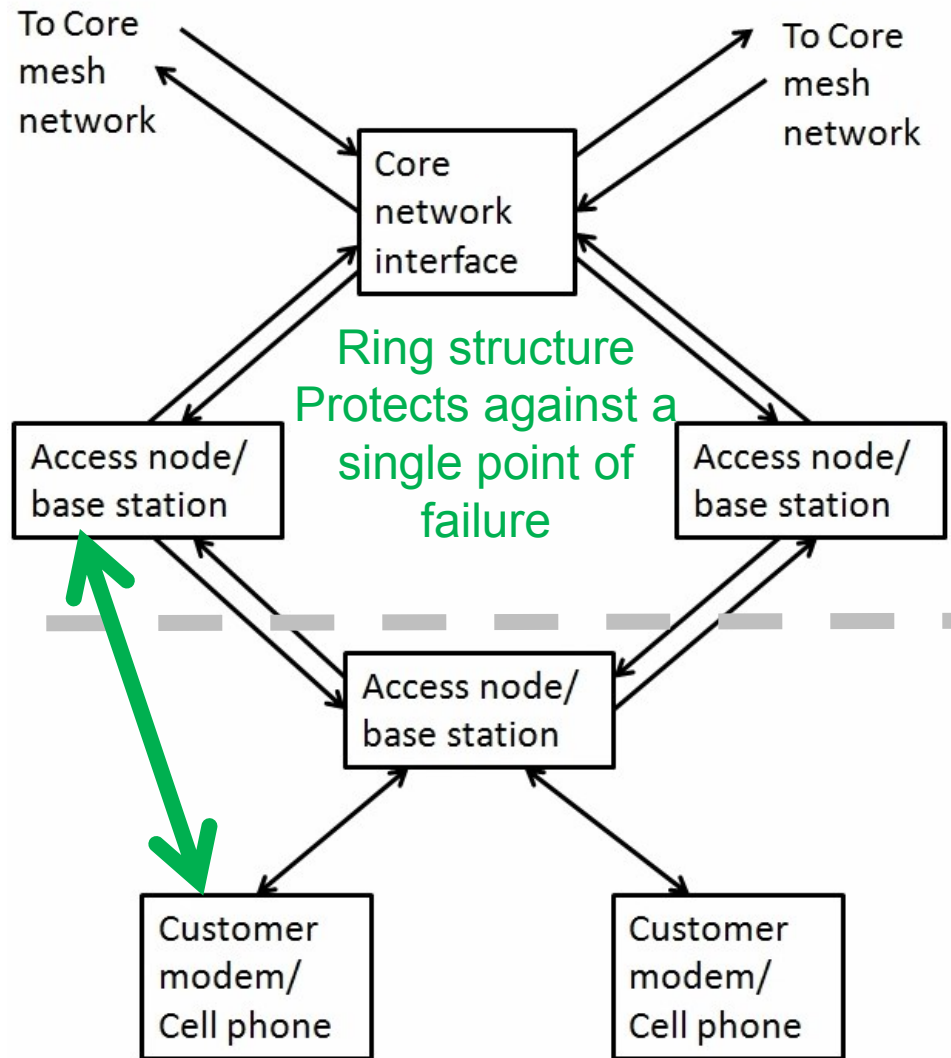 To Core
mesh
network
To Core
mesh
network
Core
network
interface
Ring structure
Protects against a
single point of
failure
Access node/
base station
Access node/
base station
Access node/
base station
Customer
modem/
Cell phone
Customer
modem/
Cell phone